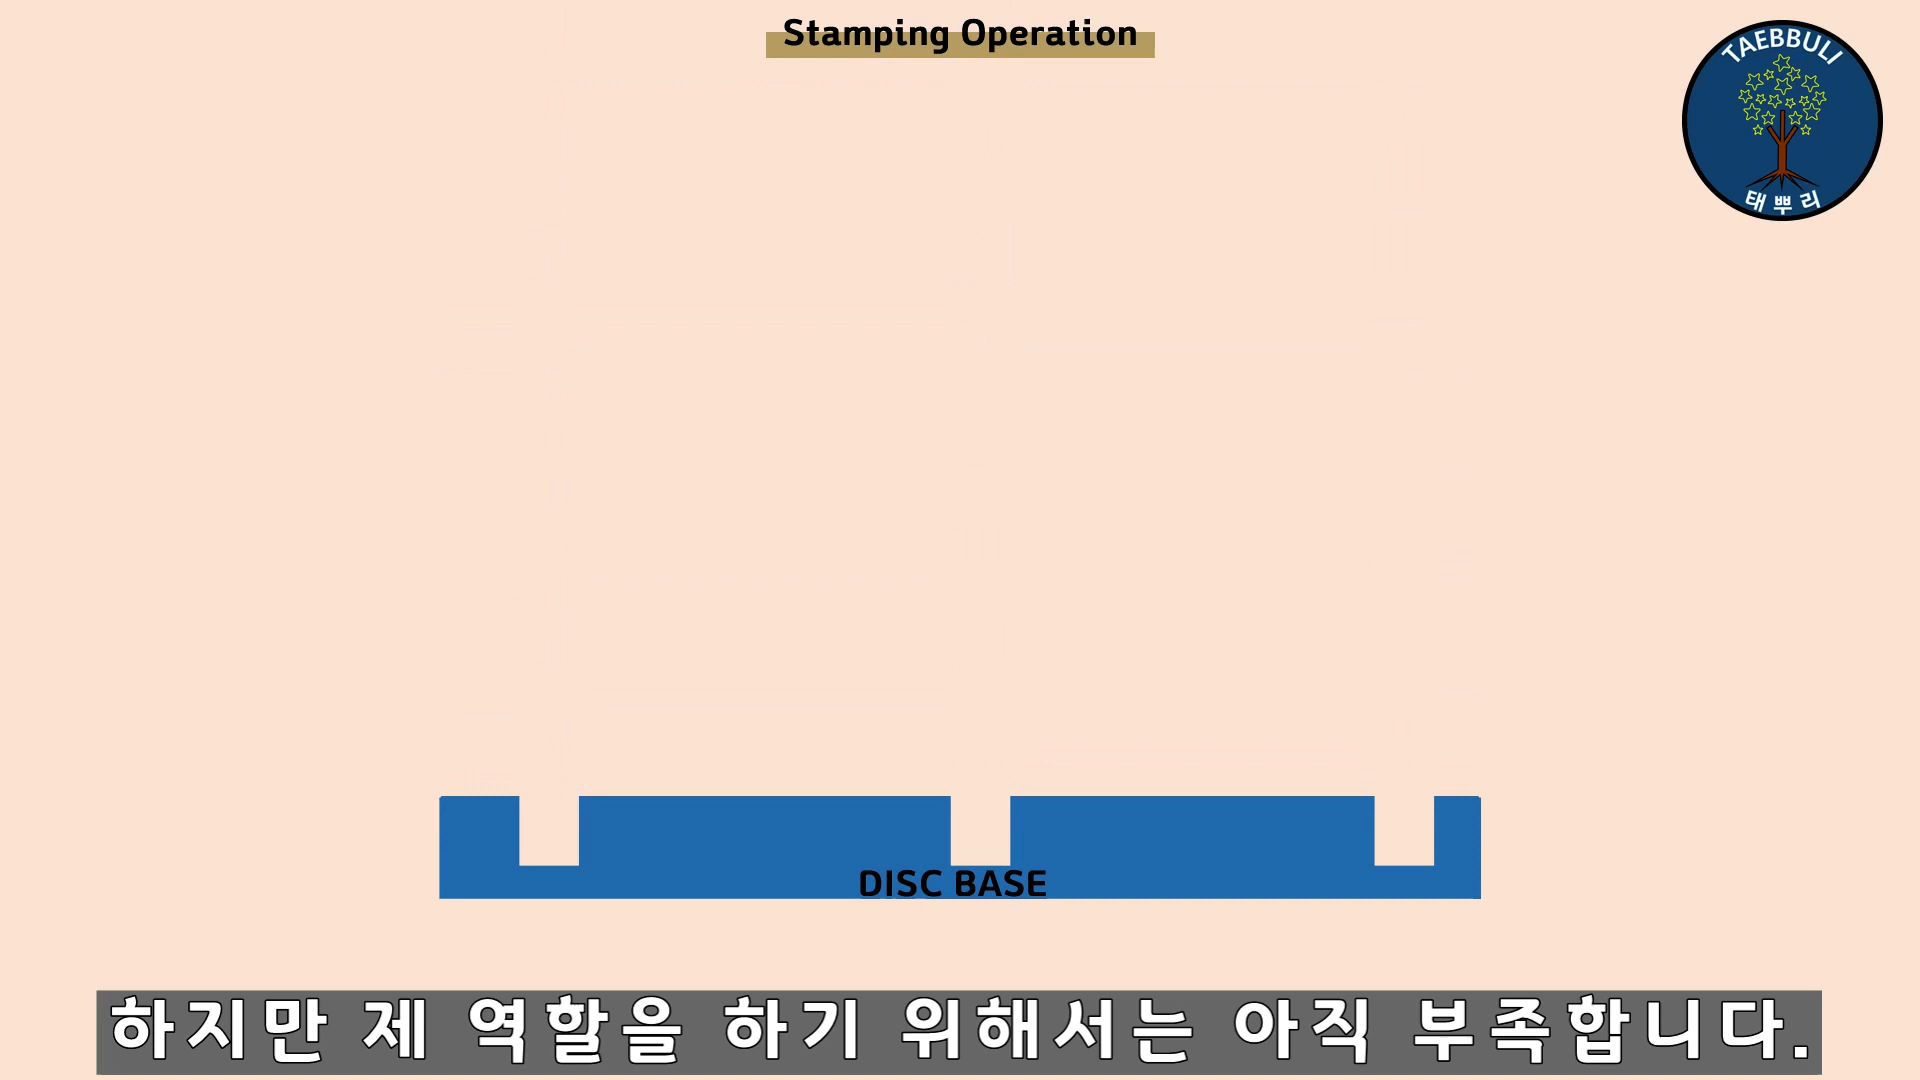 Stamping Operation
TAEBBULI
태뿌리
DISC BASE
하지만 제 역할을 하기 위해서는 아직 부족합니다.